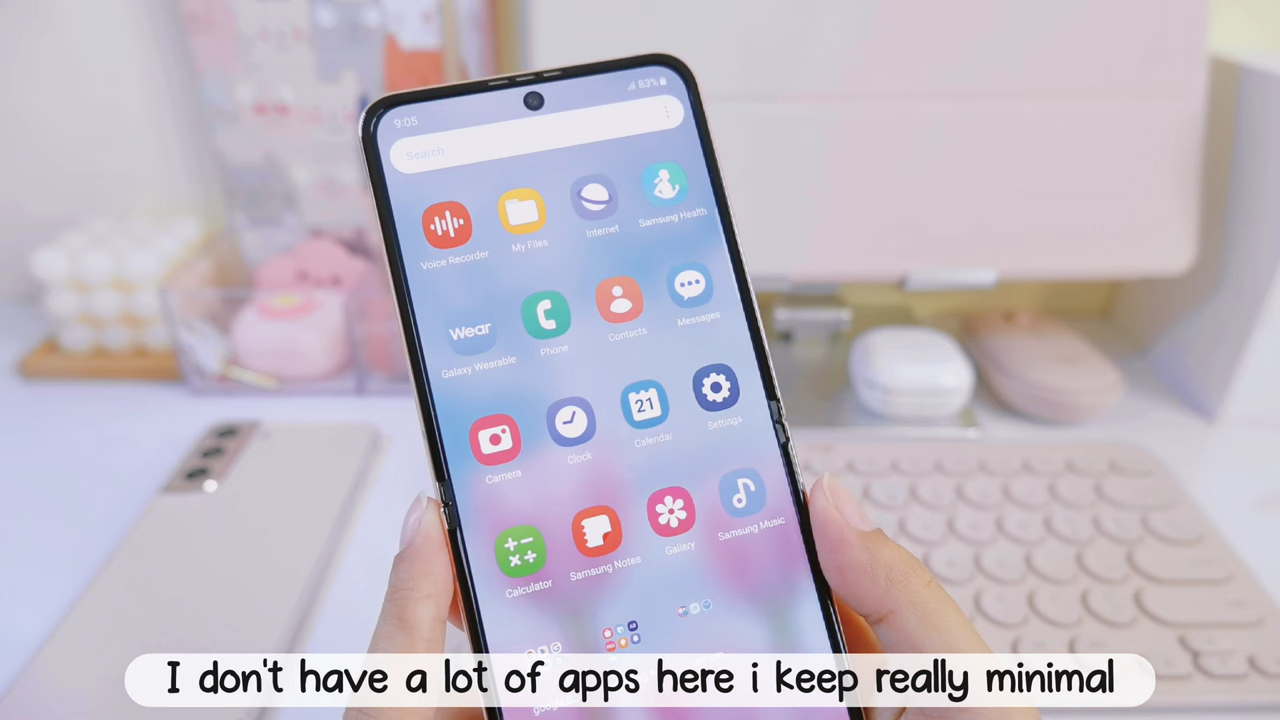 9:05
83%
Search
Voice Recorder
My Files
Internet
Samsung Health
Wear
Galaxy Wearable
Phone
Contacts
Messages
Camera
Clock
21
Calendar
Settings
Calculator
Samsung Notes
Gallery
Samsung Music
I don't have a lot of apps here i keep really minimal